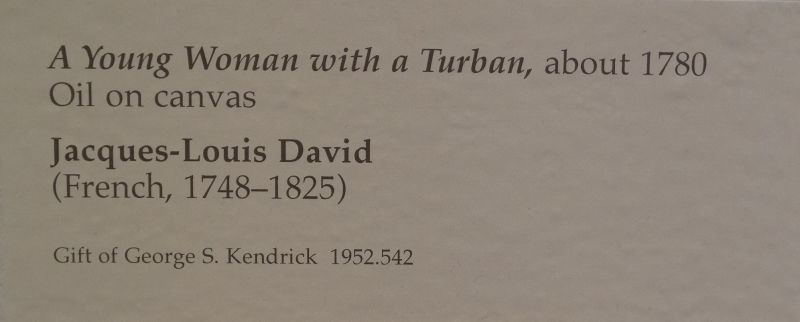 A Young Woman with a Turban, about 1780
Oil on canvas
Jacques-Louis David
(French, 1748–1825)
Gift of George S. Kendrick 1952.542